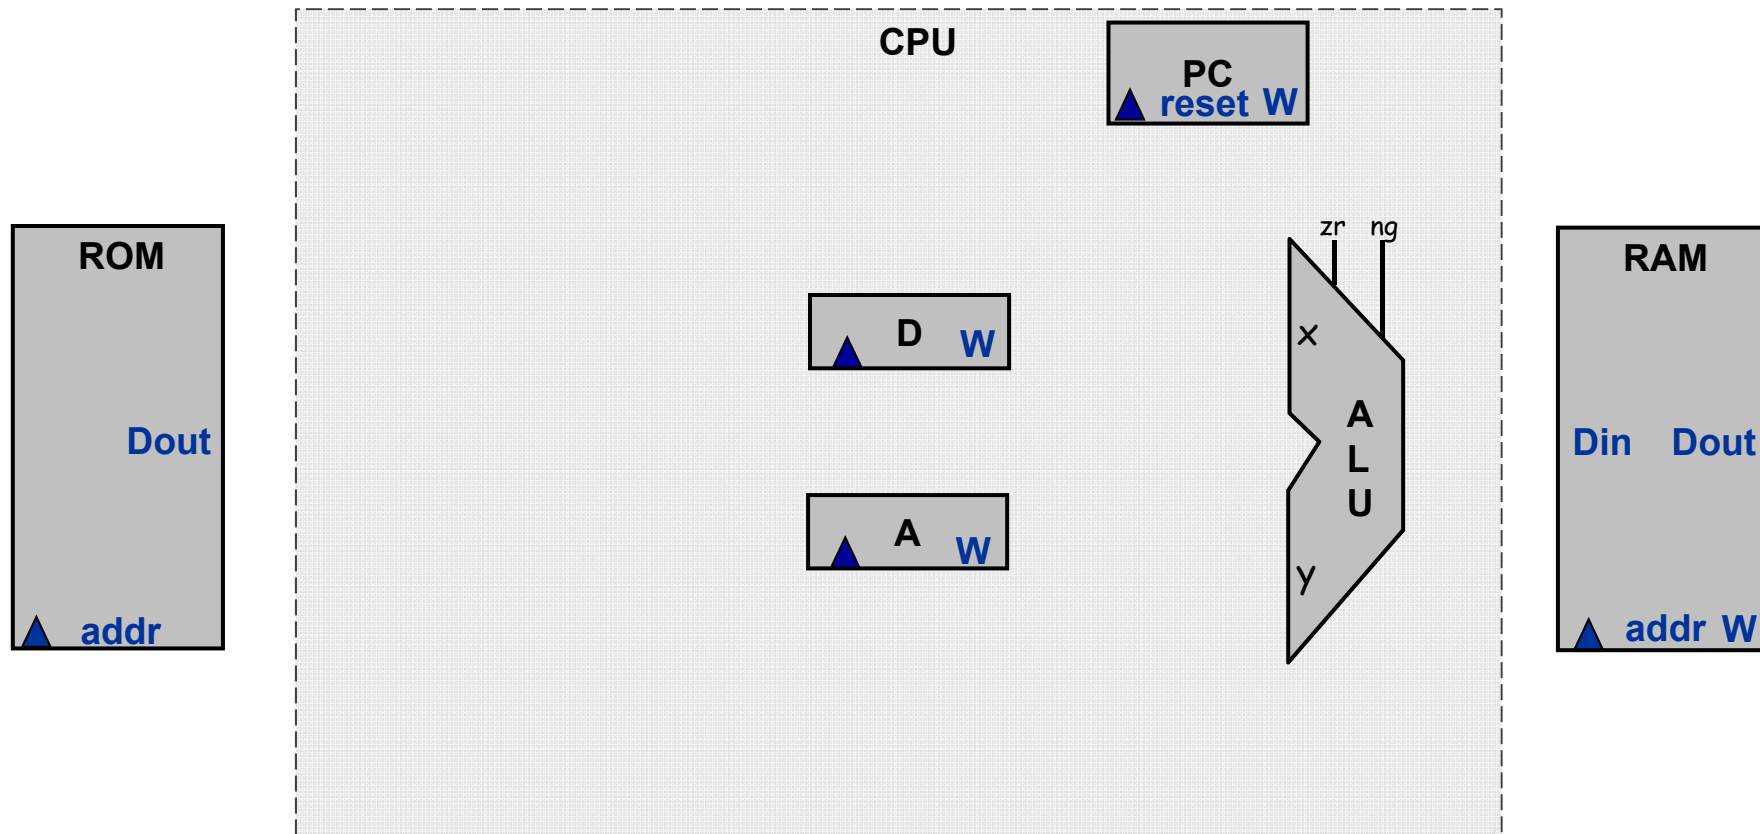 CPU
PC
reset W
zr ng
ROM
RAM
D W
x
A
L
U
Dout
Din Dout
A W
y
addr
addr W